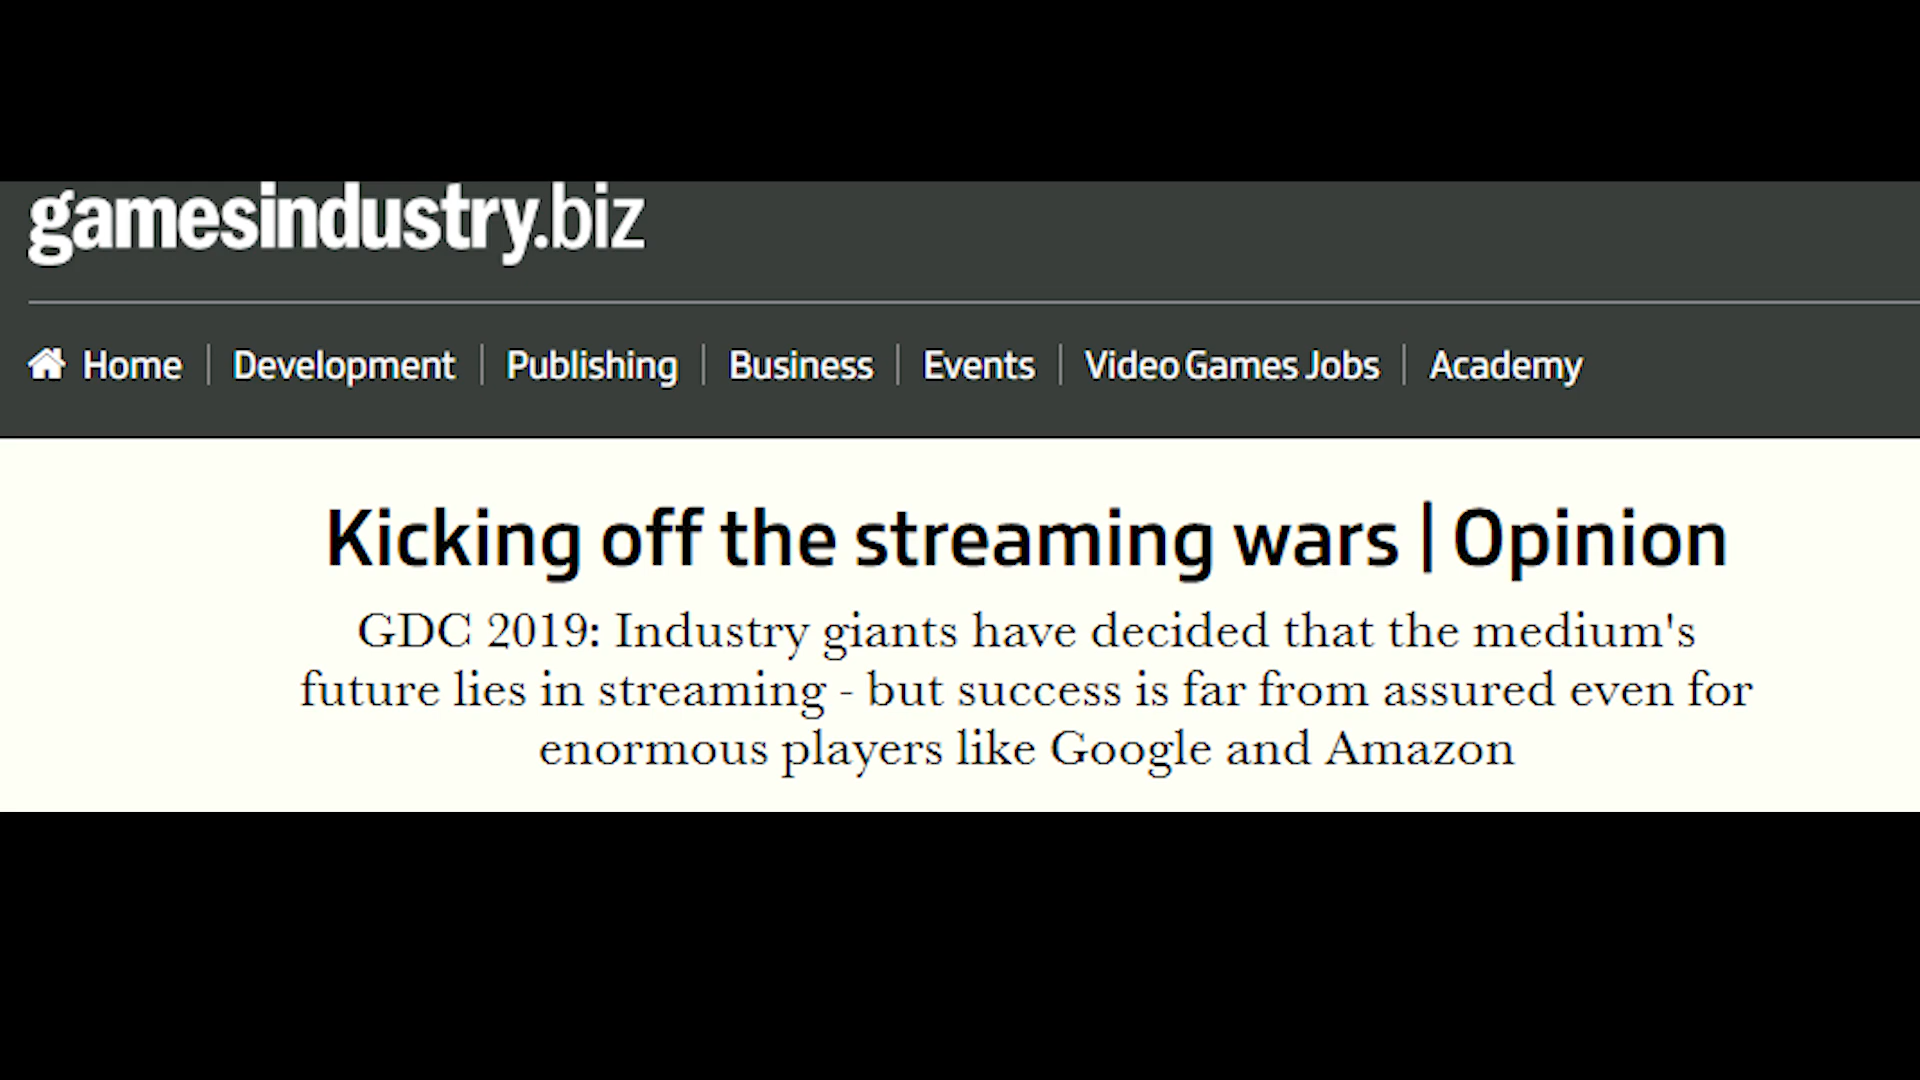 gamesindustry.biz
Home | Development | Publishing | Business | Events | Video Games Jobs | Academy
Kicking off the streaming wars | Opinion
GDC 2019: Industry giants have decided that the medium's
future lies in streaming - but success is far from assured even for
enormous players like Google and Amazon